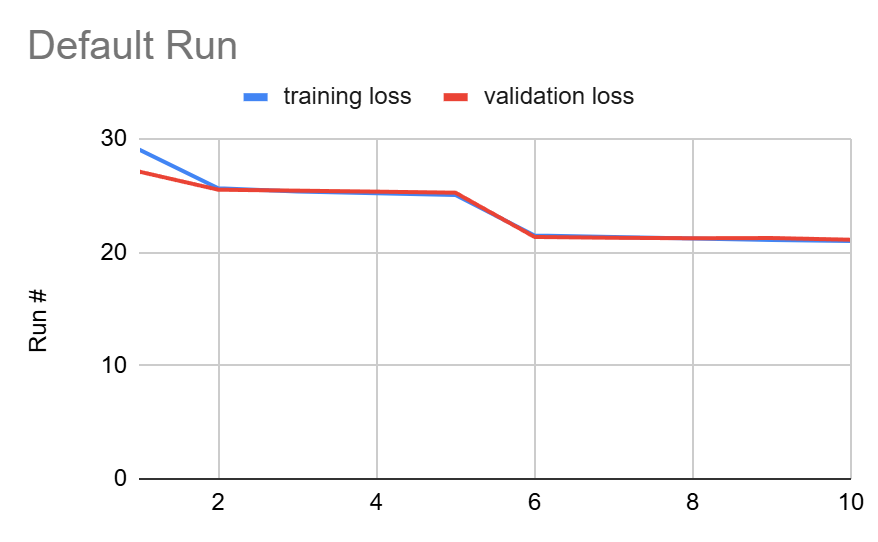 Default Run
training loss validation loss
30
20
10
0
Run #
2 4 6 8 10